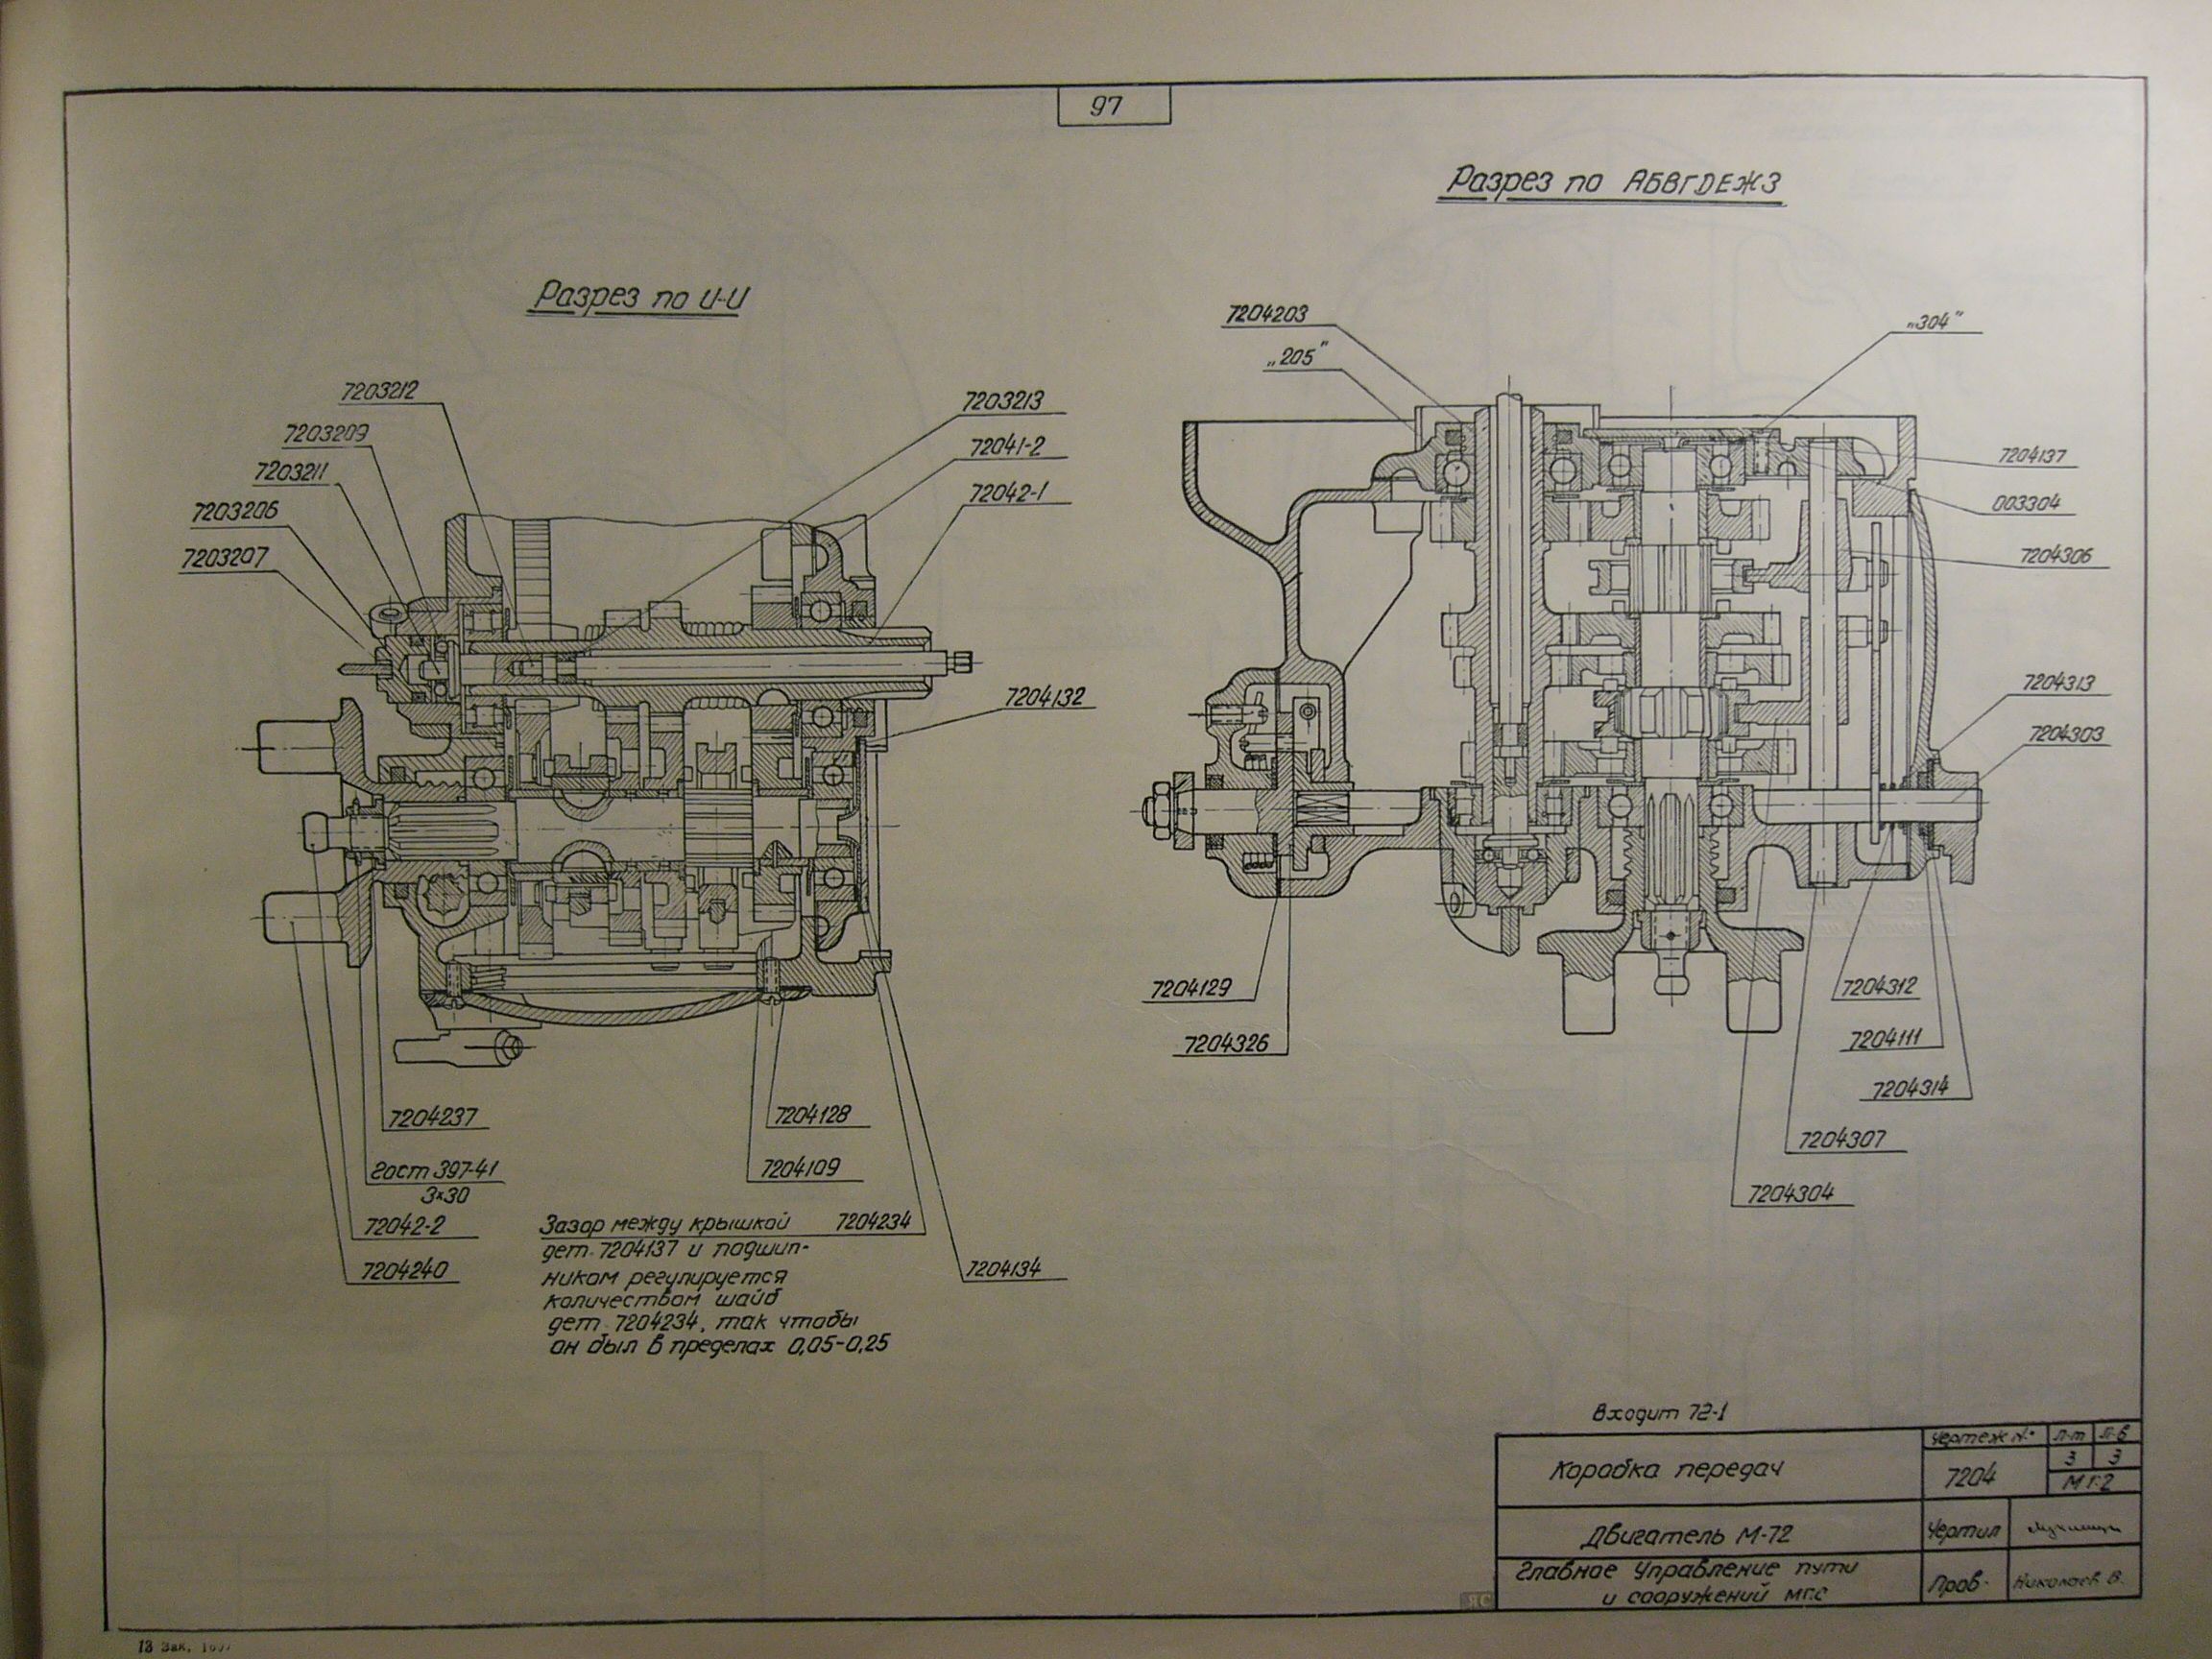 97
Разрез по АБВГДЕЖЗ
Разрез по И-И
7203212
7203209
7203211
7203206
7203207
7203213
72041-2
72042-1
7204132
7204237
гост 397-41
3×30
72042-2
7204240
7204128
7204109
7204234
7204134
Зазор между крышкой
дет. 7204137 и подшип-
ником регулируется
количеством шайб
дет. 7204234, так чтобы
он был в пределах 0,05-0,25
7204203
„205"
„304"
7204137
003304
7204306
7204313
7204303
7204129
7204326
7204312
7204111
7204314
7204307
7204304
Входит 72-1
Коробка передач
Чертеж №
Л-т
Л-в
7204
3
3
М 1:2
Двигатель М-72
Чертил
Главное Управление пути
и сооружений МПС
Пров.
Николаев В.
ЯС
13 Зак.